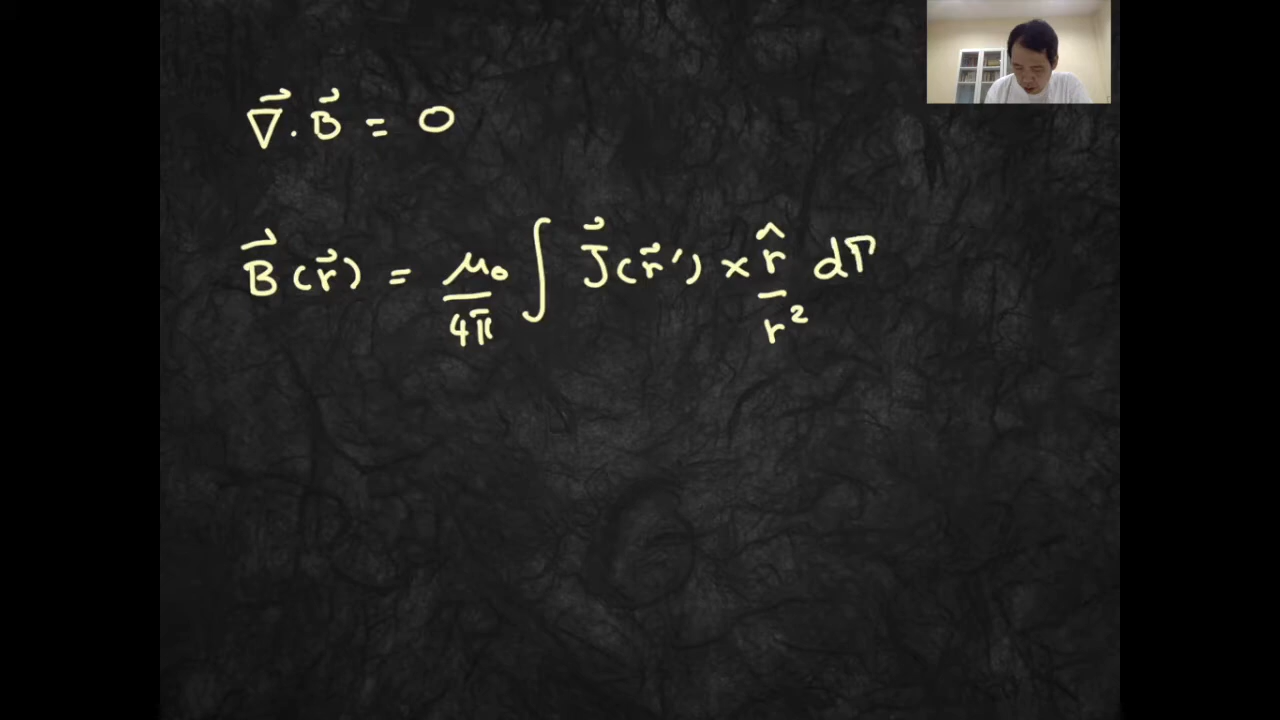 ∇⃗ · B⃗ = 0
B⃗(r⃗) = μ₀/4π ∫ J⃗(r⃗′) × r̂/r² dτ